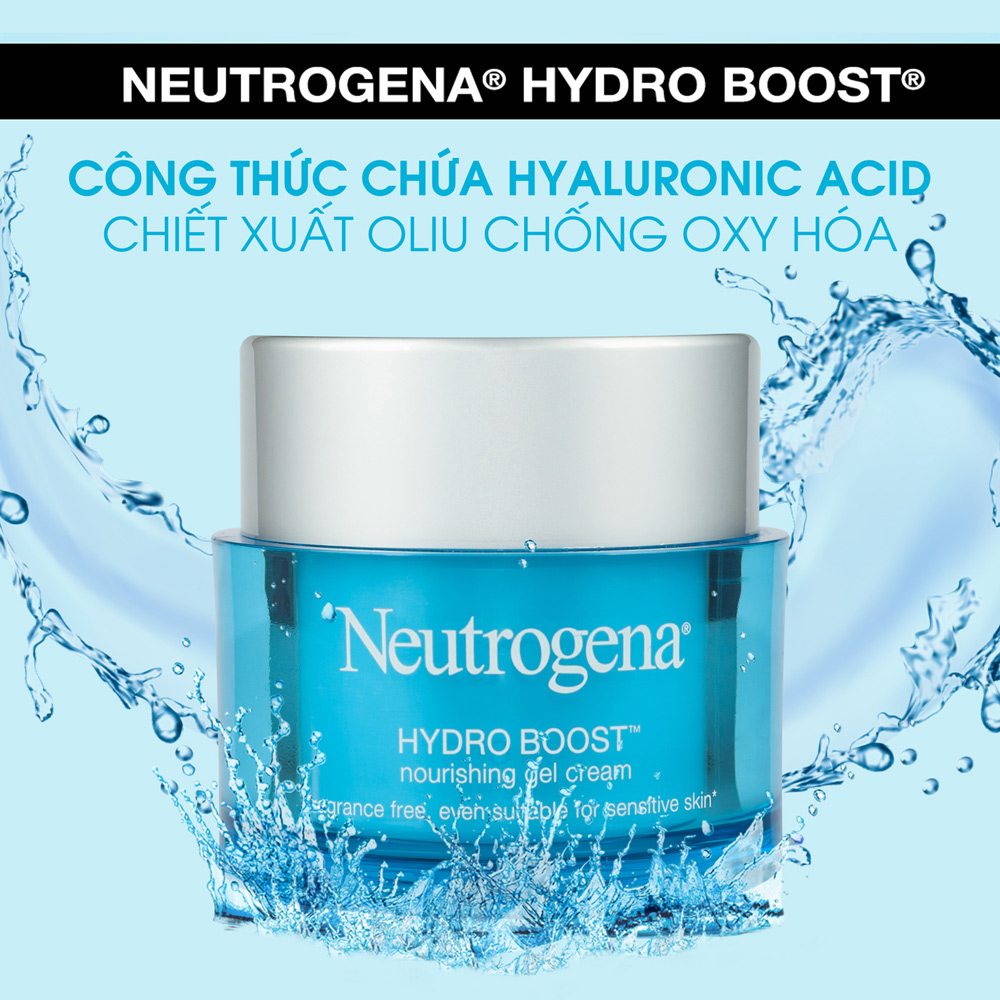 NEUTROGENA® HYDRO BOOST®
CÔNG THỨC CHỨA HYALURONIC ACID
CHIẾT XUẤT OLIU CHỐNG OXY HÓA
Neutrogena®
HYDRO BOOST™
nourishing gel cream
free, even suitable for sensitive skin*